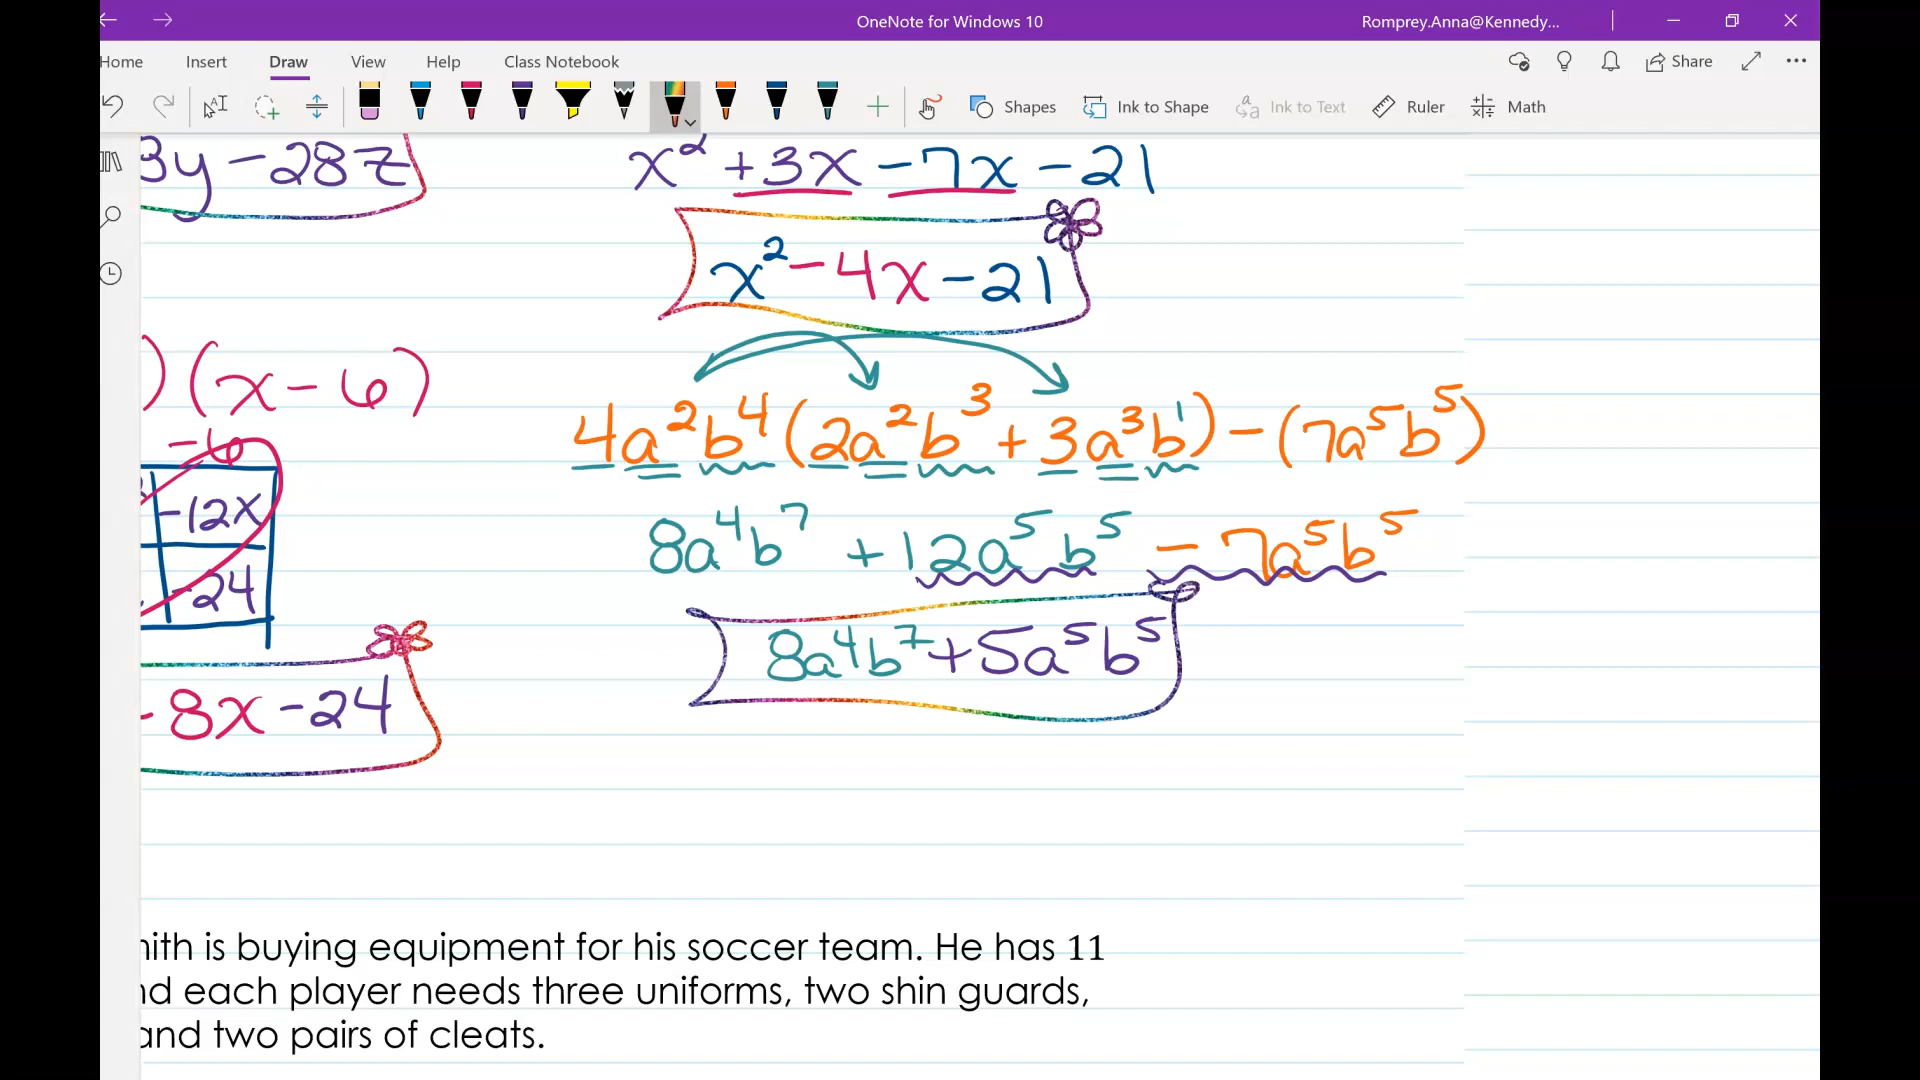 OneNote for Windows 10
Romprey.Anna@Kennedy...
Home Insert Draw View Help Class Notebook Share
Shapes Ink to Shape Ink to Text Ruler Math
3y - 28z
x² + 3x - 7x - 21
x² - 4x - 21
) (x - 6)
-6
-12x
-24
- 8x - 24
4a²b⁴(2a²b³ + 3a³b¹) - (7a⁵b⁵)
8a⁴b⁷ + 12a⁵b⁵ - 7a⁵b⁵
8a⁴b⁷ + 5a⁵b⁵
mith is buying equipment for his soccer team. He has 11
nd each player needs three uniforms, two shin guards,
and two pairs of cleats.